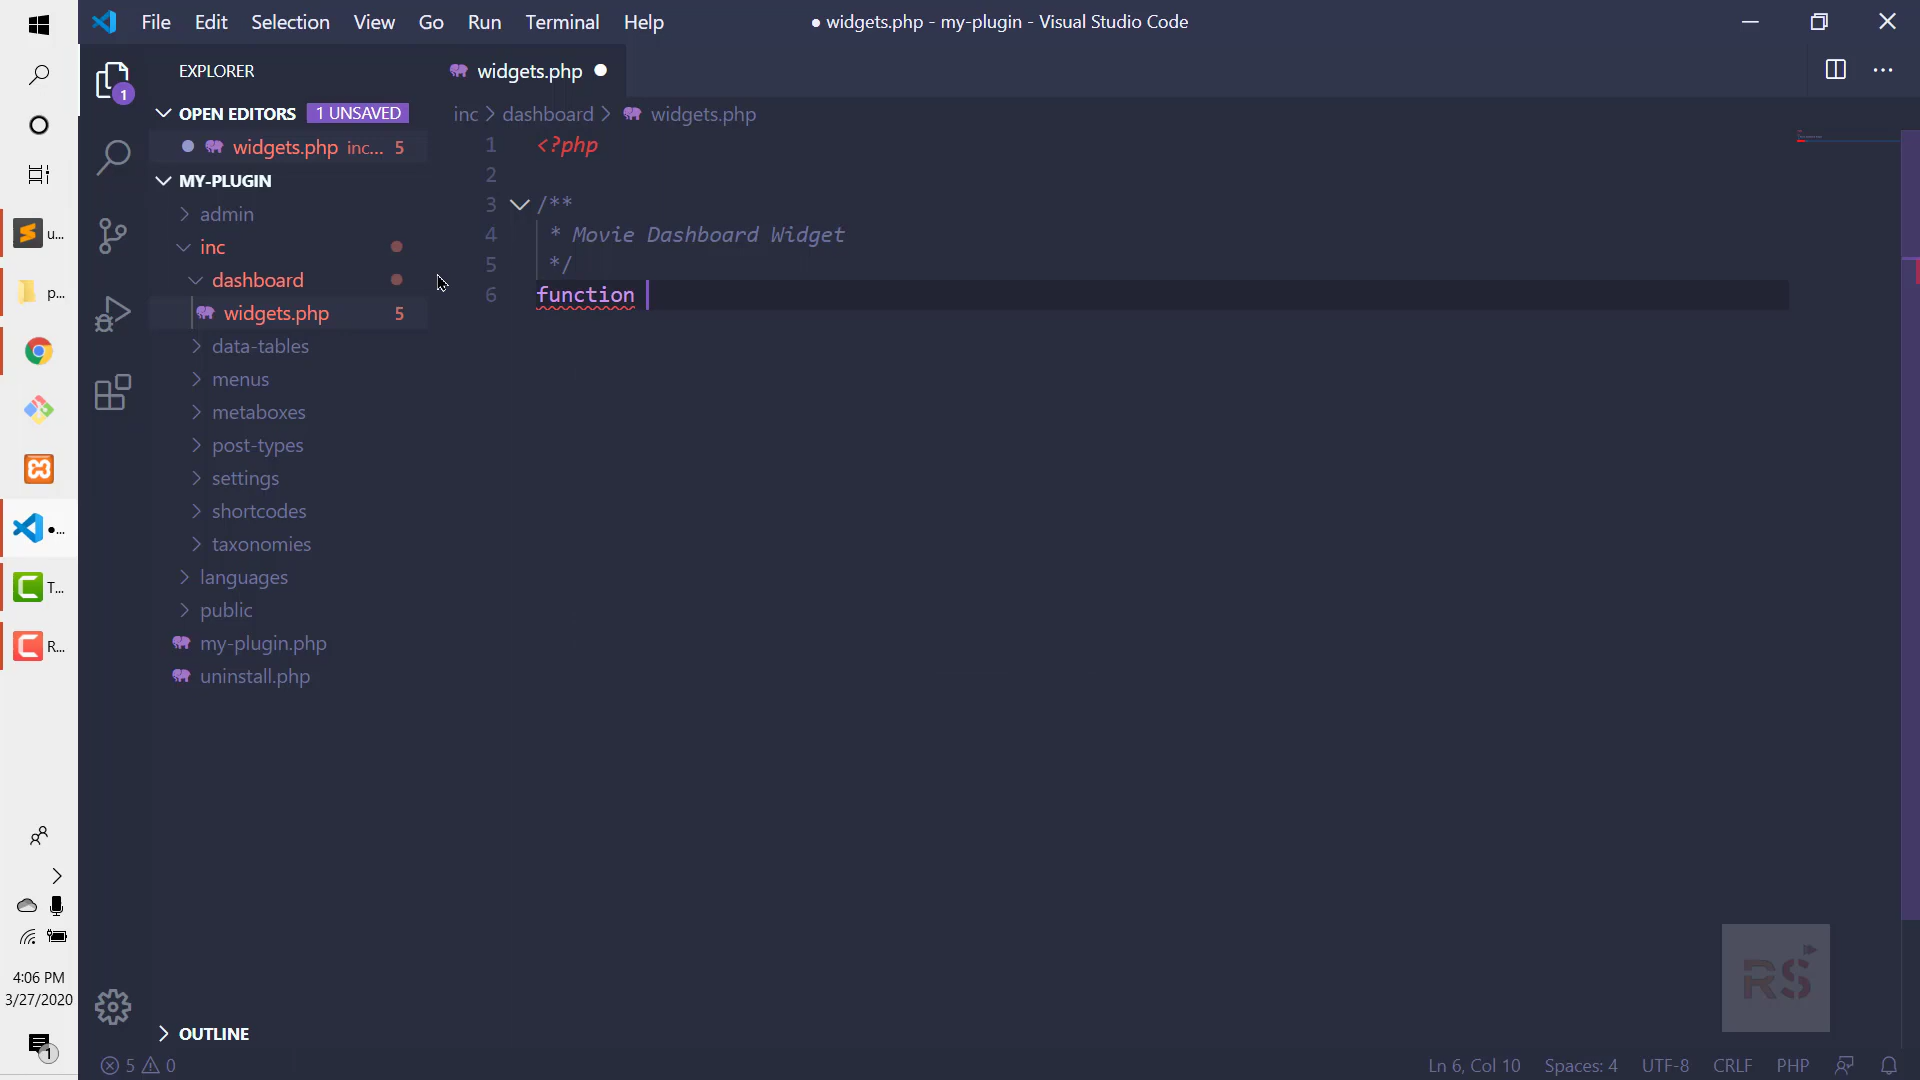 File Edit Selection View Go Run Terminal Help
● widgets.php - my-plugin - Visual Studio Code
EXPLORER
widgets.php
OPEN EDITORS 1 UNSAVED
widgets.php inc... 5
MY-PLUGIN
admin
inc
dashboard
widgets.php 5
data-tables
menus
metaboxes
post-types
settings
shortcodes
taxonomies
languages
public
my-plugin.php
uninstall.php
OUTLINE
inc > dashboard > widgets.php
1 <?php
2
3 /**
4 * Movie Dashboard Widget
5 */
6 function
u...
p...
●...
T...
R...
4:06 PM
3/27/2020
1
1
RS
5 0
Ln 6, Col 10 Spaces: 4 UTF-8 CRLF PHP